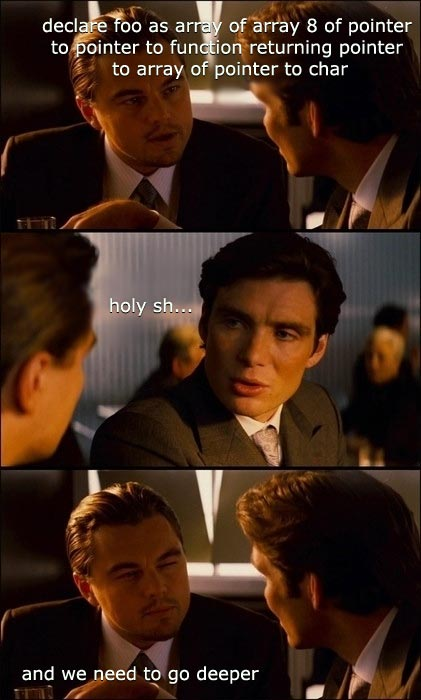 declare foo as array of array 8 of pointer
to pointer to function returning pointer
to array of pointer to char
holy sh...
and we need to go deeper